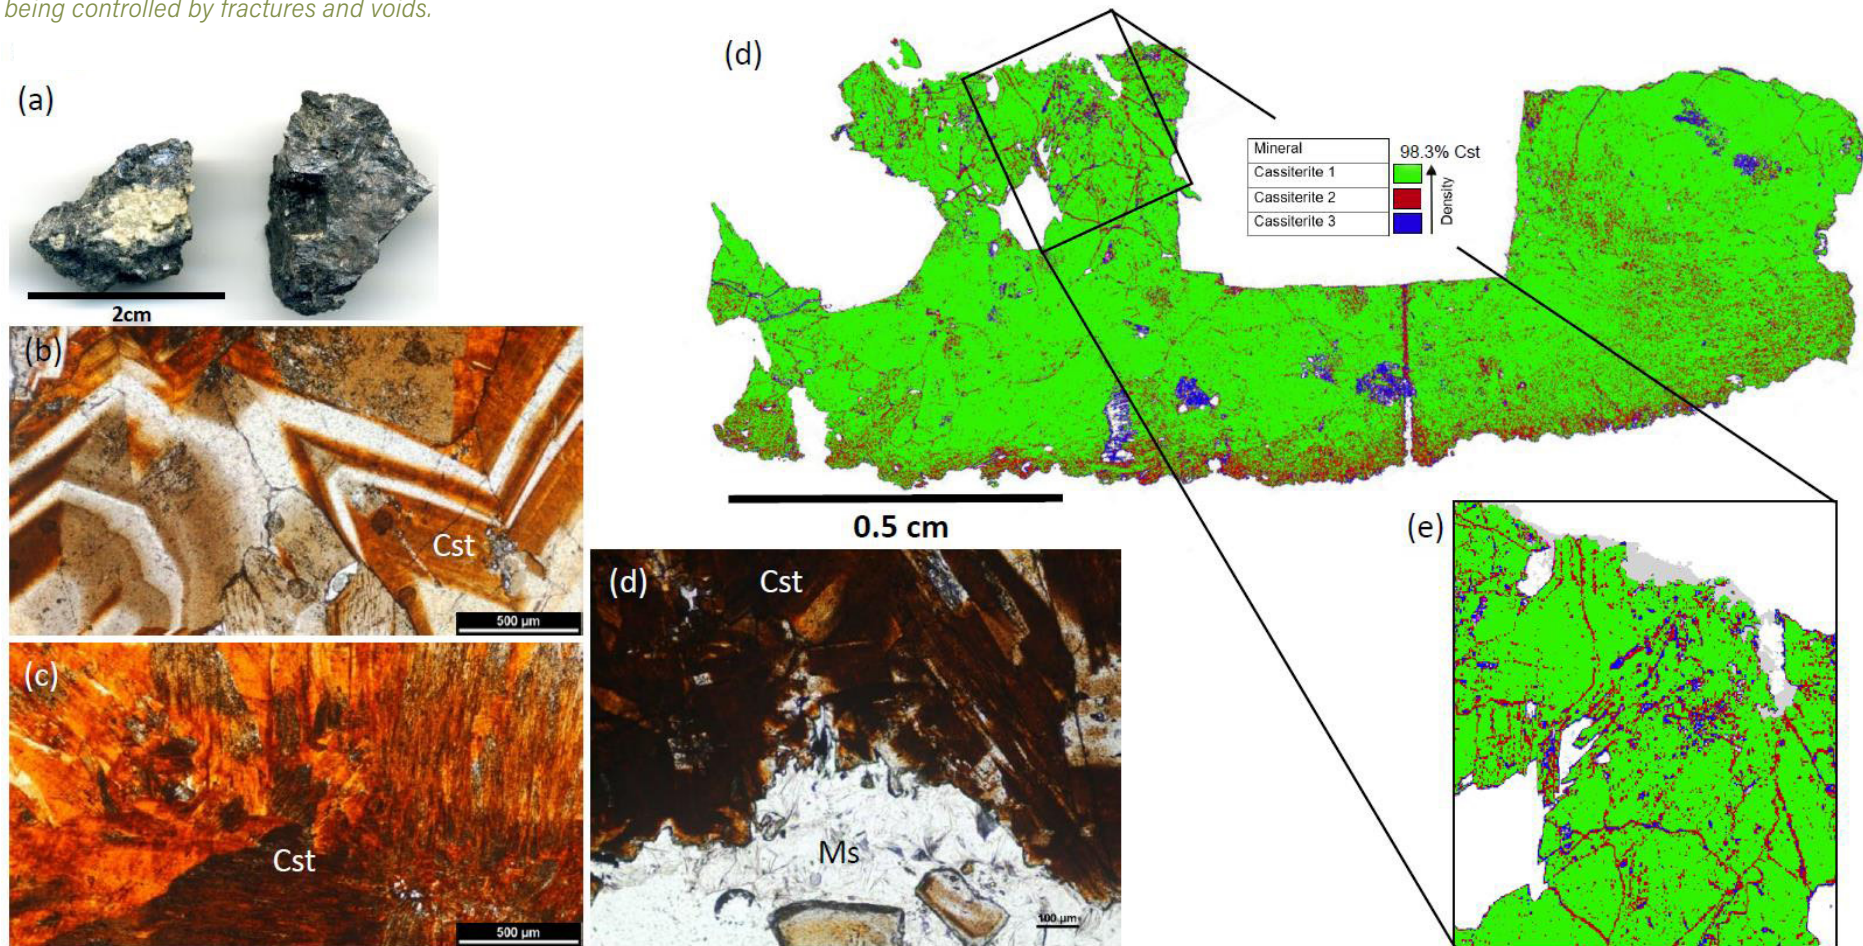 being controlled by fractures and voids.
(a)
2cm
(b)
Cst
500 µm
(c)
Cst
500 µm
(d)
Mineral
98.3% Cst
Cassiterite 1
Cassiterite 2
Cassiterite 3
Density
0.5 cm
(d)
Cst
Ms
100 µm
(e)